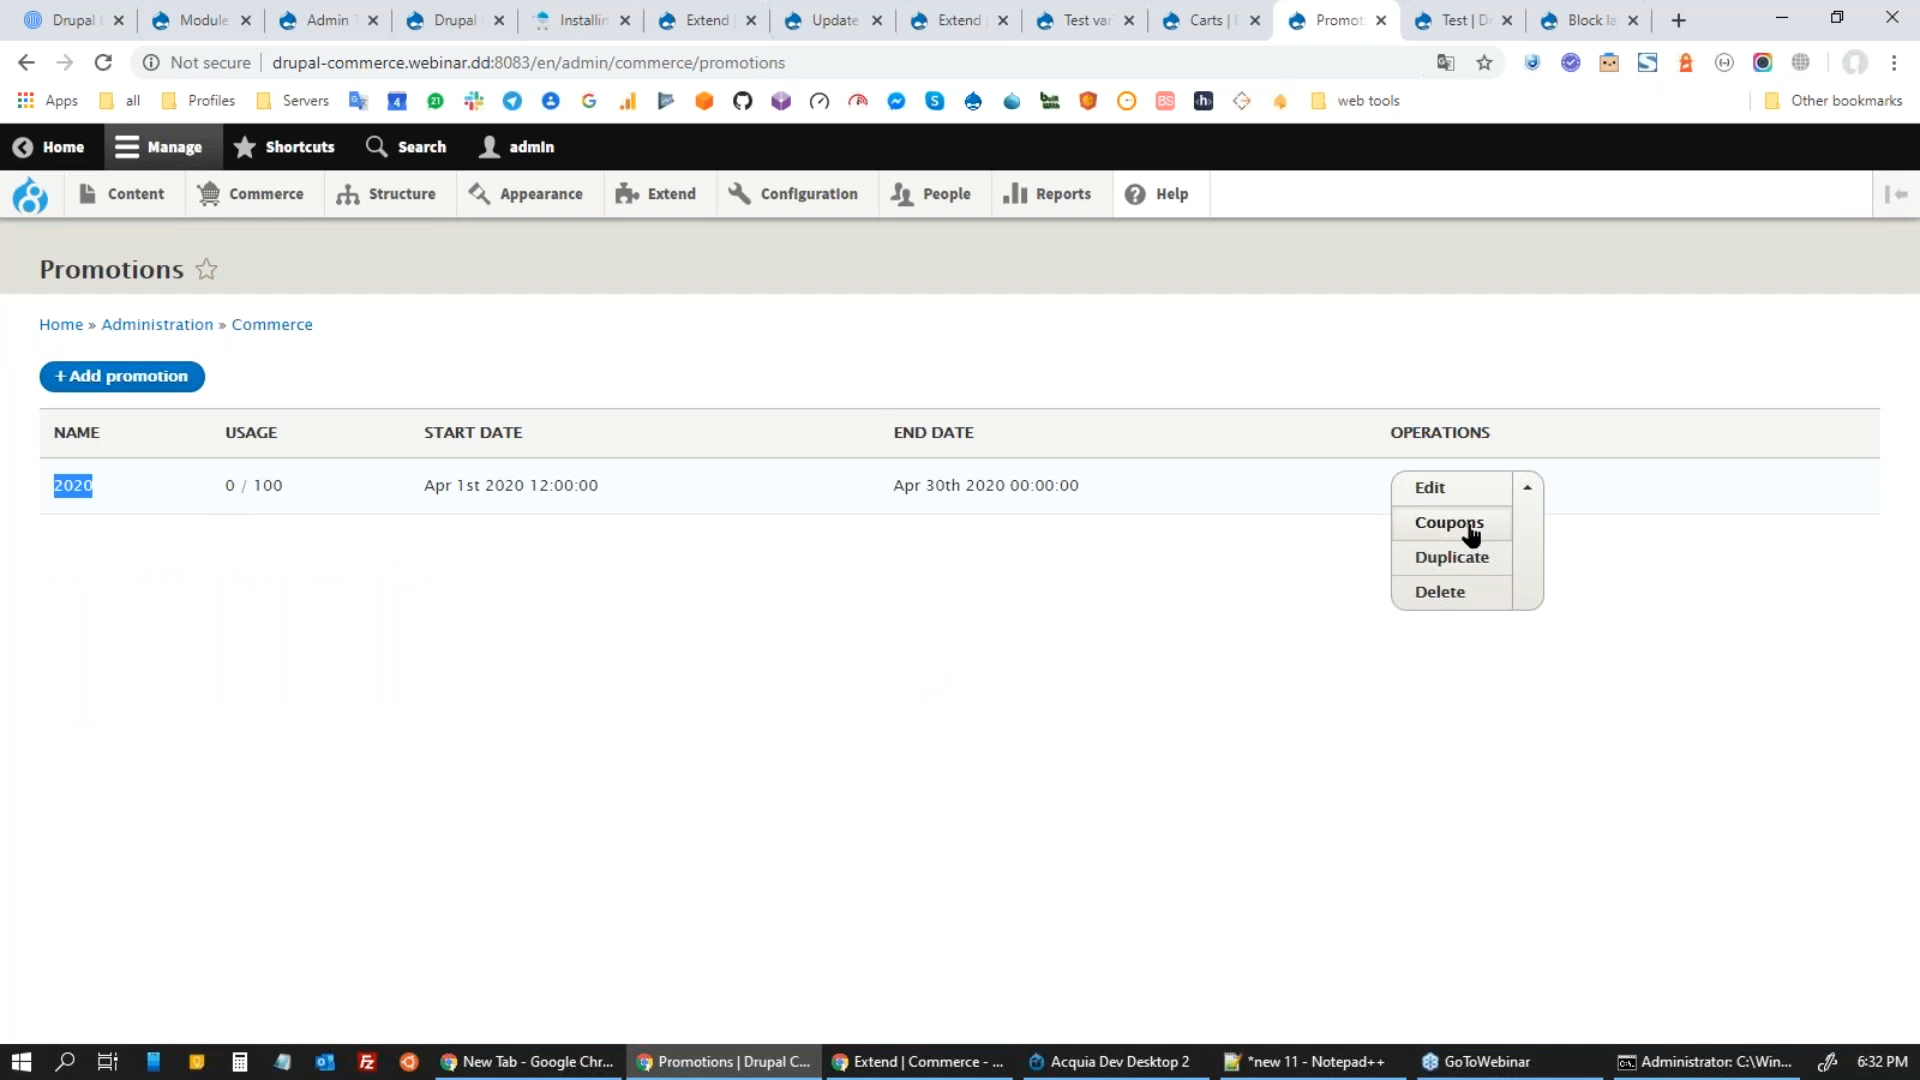 Drupal & Module Admin T Drupal Installin Extend Update Extend Test var Carts | D Promot Test | D Block la
Not secure | drupal-commerce.webinar.dd:8083/en/admin/commerce/promotions
Apps all Profiles Servers web tools Other bookmarks
Home Manage Shortcuts Search admin
Content Commerce Structure Appearance Extend Configuration People Reports Help
Promotions
Home » Administration » Commerce
+ Add promotion
NAME USAGE START DATE END DATE OPERATIONS
2020 0 / 100 Apr 1st 2020 12:00:00 Apr 30th 2020 00:00:00 Edit
Coupons
Duplicate
Delete
New Tab - Google Chr... Promotions | Drupal C... Extend | Commerce - ... Acquia Dev Desktop 2 *new 11 - Notepad++ GoToWebinar Administrator: C:\Win... 6:32 PM